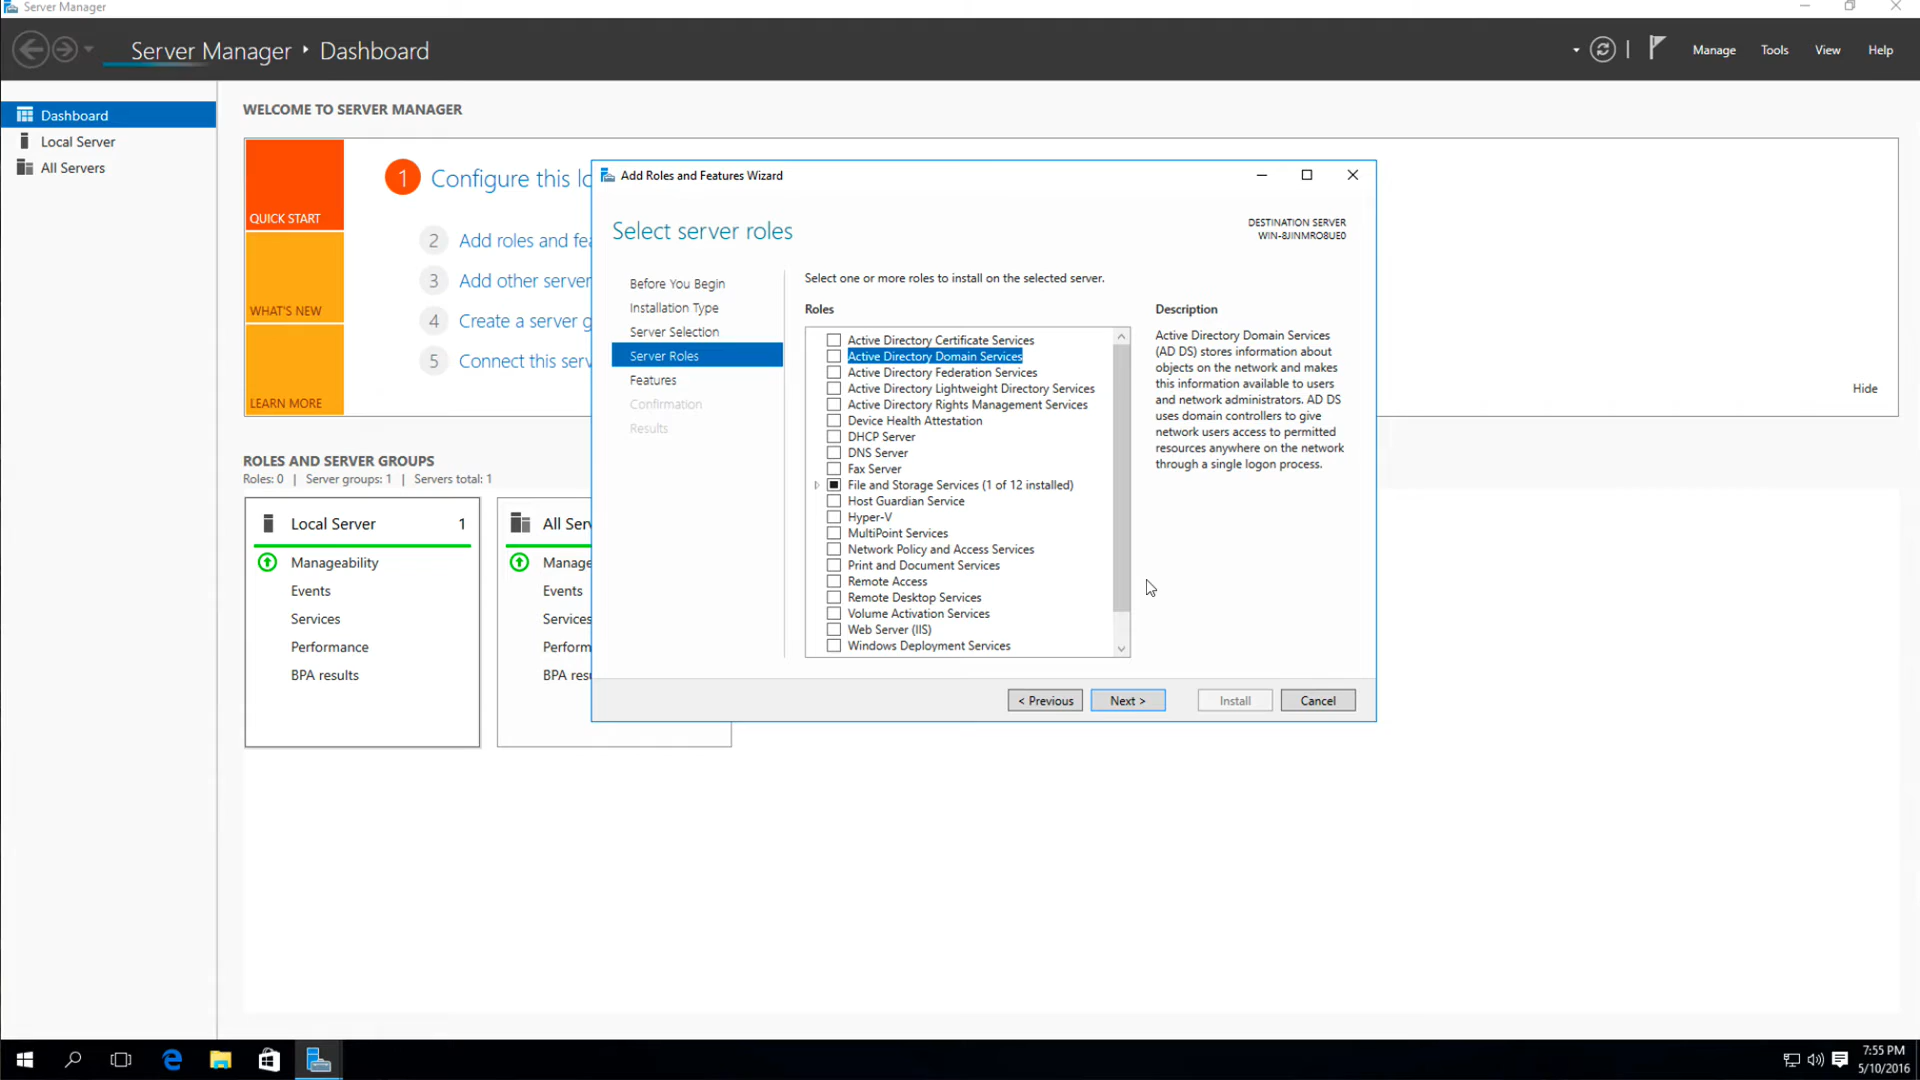 Server Manager
Server Manager • Dashboard
Manage
Tools
View
Help
Dashboard
Local Server
All Servers
WELCOME TO SERVER MANAGER
QUICK START
WHAT'S NEW
LEARN MORE
1 Configure this lo
2 Add roles and fea
3 Add other server
4 Create a server g
5 Connect this serv
Hide
ROLES AND SERVER GROUPS
Roles: 0 | Server groups: 1 | Servers total: 1
Local Server 1
Manageability
Events
Services
Performance
BPA results
All Serv
Manage
Events
Services
Perform
BPA resu
Add Roles and Features Wizard
Select server roles
DESTINATION SERVER
WIN-8JINMRO8UE0
Before You Begin
Installation Type
Server Selection
Server Roles
Features
Confirmation
Results
Select one or more roles to install on the selected server.
Roles
Active Directory Certificate Services
Active Directory Domain Services
Active Directory Federation Services
Active Directory Lightweight Directory Services
Active Directory Rights Management Services
Device Health Attestation
DHCP Server
DNS Server
Fax Server
File and Storage Services (1 of 12 installed)
Host Guardian Service
Hyper-V
MultiPoint Services
Network Policy and Access Services
Print and Document Services
Remote Access
Remote Desktop Services
Volume Activation Services
Web Server (IIS)
Windows Deployment Services
Description
Active Directory Domain Services
(AD DS) stores information about
objects on the network and makes
this information available to users
and network administrators. AD DS
uses domain controllers to give
network users access to permitted
resources anywhere on the network
through a single logon process.
< Previous
Next >
Install
Cancel
7:55 PM
5/10/2016